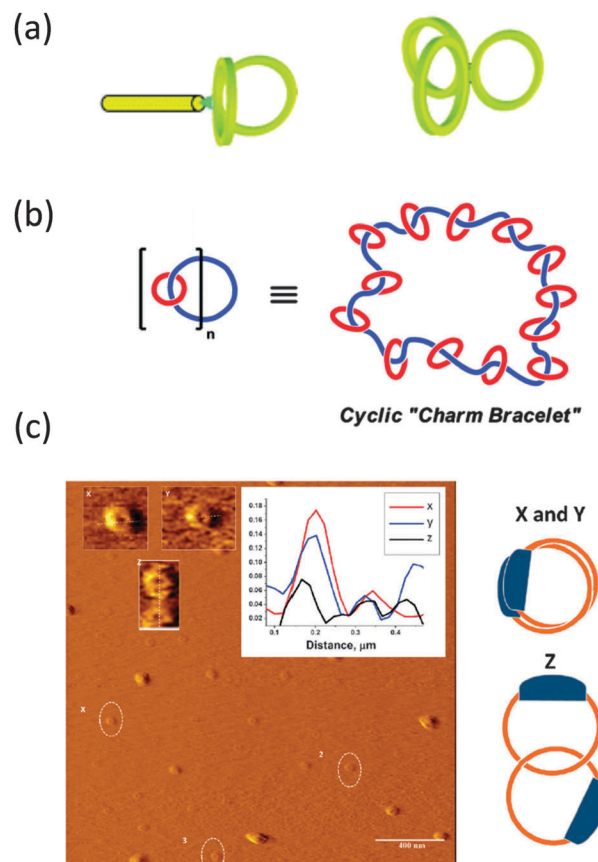 (a)
(b)
n
≡
Cyclic "Charm Bracelet"
(c)
X
Y
Z
0.18
0.16
0.14
0.12
0.10
0.08
0.06
0.04
0.02
0.1
0.2
0.3
0.4
Distance, μm
x
y
z
X
2
3
400 nm
X and Y
Z